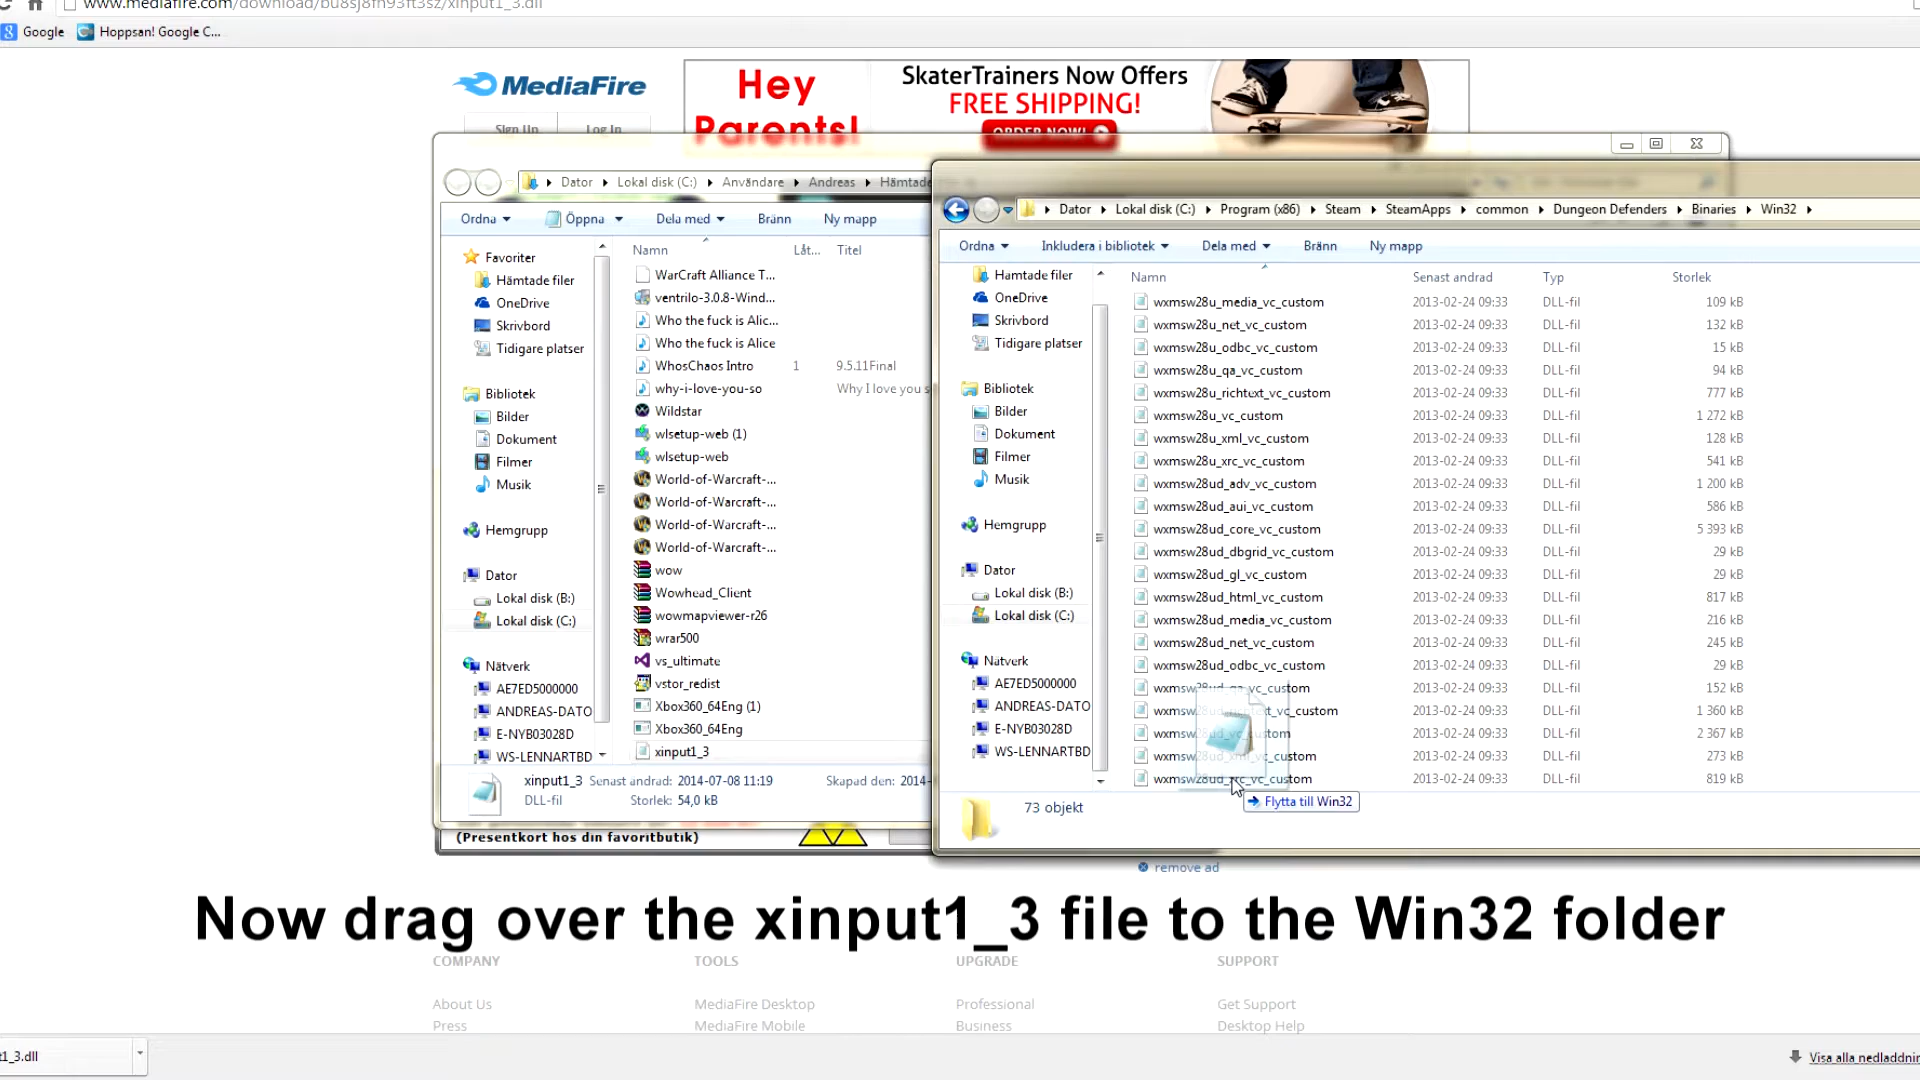 www.mediafire.com/download/bu8sj8fh93ft3sz/xinput1_3.dll
Google
Hoppsan! Google C...
MediaFire
Hey
Parents!
SkaterTrainers Now Offers
FREE SHIPPING!
ORDER NOW!
Sign Up
Log In
Dator
Lokal disk (C:)
Användare
Andreas
Ordna
Öppna
Dela med
Bränn
Ny mapp
Favoriter
Hämtade filer
OneDrive
Skrivbord
Tidigare platser
Bibliotek
Bilder
Dokument
Filmer
Musik
Hemgrupp
Dator
Lokal disk (B:)
Lokal disk (C:)
Nätverk
AE7ED5000000
ANDREAS-DATO
E-NYB03028D
WS-LENNARTBD
Namn Låt... Titel
WarCraft Alliance T...
ventrilo-3.0.8-Wind...
Who the fuck is Alic...
Who the fuck is Alice
WhosChaos Intro 1 9.5.11Final
why-i-love-you-so Why I love you s
Wildstar
wlsetup-web (1)
wlsetup-web
World-of-Warcraft-...
World-of-Warcraft-...
World-of-Warcraft-...
World-of-Warcraft-...
wow
Wowhead_Client
wowmapviewer-r26
wrar500
vs_ultimate
vstor_redist
Xbox360_64Eng (1)
Xbox360_64Eng
xinput1_3
xinput1_3 Senast ändrad: 2014-07-08 11:19 Skapad den: 2014-
DLL-fil Storlek: 54,0 kB
(Presentkort hos din favoritbutik)
Dator
Lokal disk (C:)
Program (x86)
Steam
SteamApps
common
Dungeon Defenders
Binaries
Win32
Ordna
Inkludera i bibliotek
Dela med
Bränn
Ny mapp
Hämtade filer
OneDrive
Skrivbord
Tidigare platser
Bibliotek
Bilder
Dokument
Filmer
Musik
Hemgrupp
Dator
Lokal disk (B:)
Lokal disk (C:)
Nätverk
AE7ED5000000
ANDREAS-DATO
E-NYB03028D
WS-LENNARTBD
Namn Senast ändrad Typ Storlek
wxmsw28u_media_vc_custom 2013-02-24 09:33 DLL-fil 109 kB
wxmsw28u_net_vc_custom 2013-02-24 09:33 DLL-fil 132 kB
wxmsw28u_odbc_vc_custom 2013-02-24 09:33 DLL-fil 15 kB
wxmsw28u_qa_vc_custom 2013-02-24 09:33 DLL-fil 94 kB
wxmsw28u_richtext_vc_custom 2013-02-24 09:33 DLL-fil 777 kB
wxmsw28u_vc_custom 2013-02-24 09:33 DLL-fil 1 272 kB
wxmsw28u_xml_vc_custom 2013-02-24 09:33 DLL-fil 128 kB
wxmsw28u_xrc_vc_custom 2013-02-24 09:33 DLL-fil 541 kB
wxmsw28ud_adv_vc_custom 2013-02-24 09:33 DLL-fil 1 200 kB
wxmsw28ud_aui_vc_custom 2013-02-24 09:33 DLL-fil 586 kB
wxmsw28ud_core_vc_custom 2013-02-24 09:33 DLL-fil 5 393 kB
wxmsw28ud_dbgrid_vc_custom 2013-02-24 09:33 DLL-fil 29 kB
wxmsw28ud_gl_vc_custom 2013-02-24 09:33 DLL-fil 29 kB
wxmsw28ud_html_vc_custom 2013-02-24 09:33 DLL-fil 817 kB
wxmsw28ud_media_vc_custom 2013-02-24 09:33 DLL-fil 216 kB
wxmsw28ud_net_vc_custom 2013-02-24 09:33 DLL-fil 245 kB
wxmsw28ud_odbc_vc_custom 2013-02-24 09:33 DLL-fil 29 kB
wxmsw28ud_qa_vc_custom 2013-02-24 09:33 DLL-fil 152 kB
wxmsw28ud_richtext_vc_custom 2013-02-24 09:33 DLL-fil 1 360 kB
wxmsw28ud_vc_custom 2013-02-24 09:33 DLL-fil 2 367 kB
wxmsw28ud_xml_vc_custom 2013-02-24 09:33 DLL-fil 273 kB
wxmsw28ud_xrc_vc_custom 2013-02-24 09:33 DLL-fil 819 kB
Flytta till Win32
73 objekt
remove ad
Now drag over the xinput1_3 file to the Win32 folder
COMPANY
About Us
Press
TOOLS
MediaFire Desktop
MediaFire Mobile
UPGRADE
Professional
Business
SUPPORT
Get Support
Desktop Help
t1_3.dll
Visa alla nedladdnin